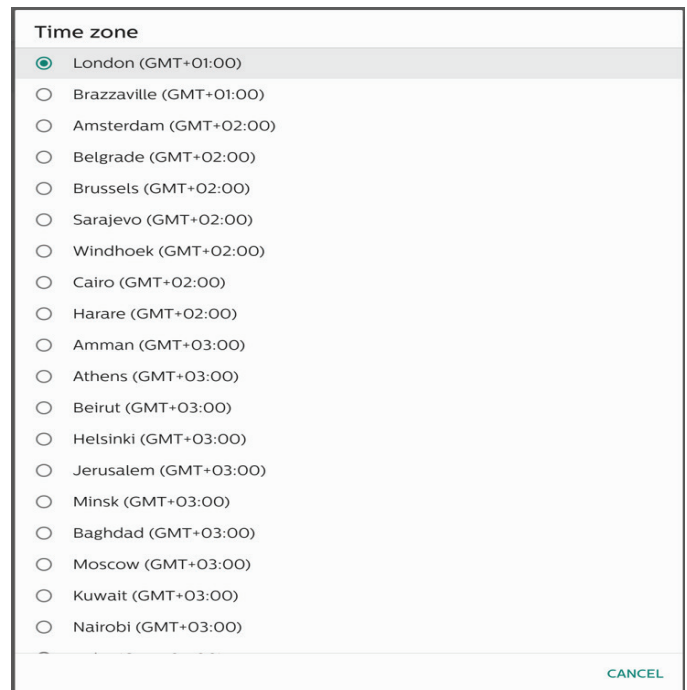 Time zone
London (GMT+01:00)
Brazzaville (GMT+01:00)
Amsterdam (GMT+02:00)
Belgrade (GMT+02:00)
Brussels (GMT+02:00)
Sarajevo (GMT+02:00)
Windhoek (GMT+02:00)
Cairo (GMT+02:00)
Harare (GMT+02:00)
Amman (GMT+03:00)
Athens (GMT+03:00)
Beirut (GMT+03:00)
Helsinki (GMT+03:00)
Jerusalem (GMT+03:00)
Minsk (GMT+03:00)
Baghdad (GMT+03:00)
Moscow (GMT+03:00)
Kuwait (GMT+03:00)
Nairobi (GMT+03:00)
CANCEL